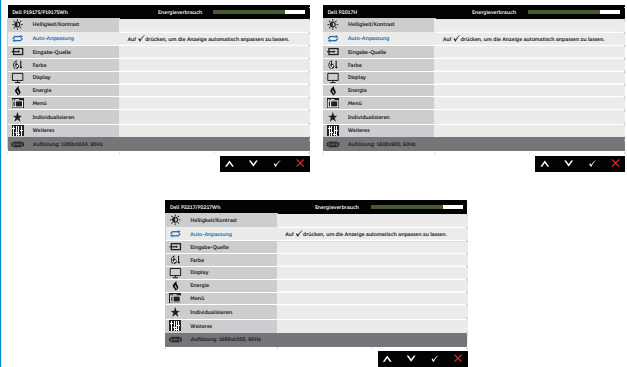 Dell P1917S/P1917SWh Energieverbrauch
Helligkeit/Kontrast
Auto-Anpassung Auf ✓ drücken, um die Anzeige automatisch anpassen zu lassen.
Eingabe-Quelle
Farbe
Display
Energie
Menü
Individualisieren
Weiteres
Auflösung: 1280x1024, 60Hz
Dell P2017H Energieverbrauch
Helligkeit/Kontrast
Auto-Anpassung Auf ✓ drücken, um die Anzeige automatisch anpassen zu lassen.
Eingabe-Quelle
Farbe
Display
Energie
Menü
Individualisieren
Weiteres
Auflösung: 1600x900, 60Hz
Dell P2217/P2217Wh Energieverbrauch
Helligkeit/Kontrast
Auto-Anpassung Auf ✓ drücken, um die Anzeige automatisch anpassen zu lassen.
Eingabe-Quelle
Farbe
Display
Energie
Menü
Individualisieren
Weiteres
Auflösung: 1680x1050, 60Hz